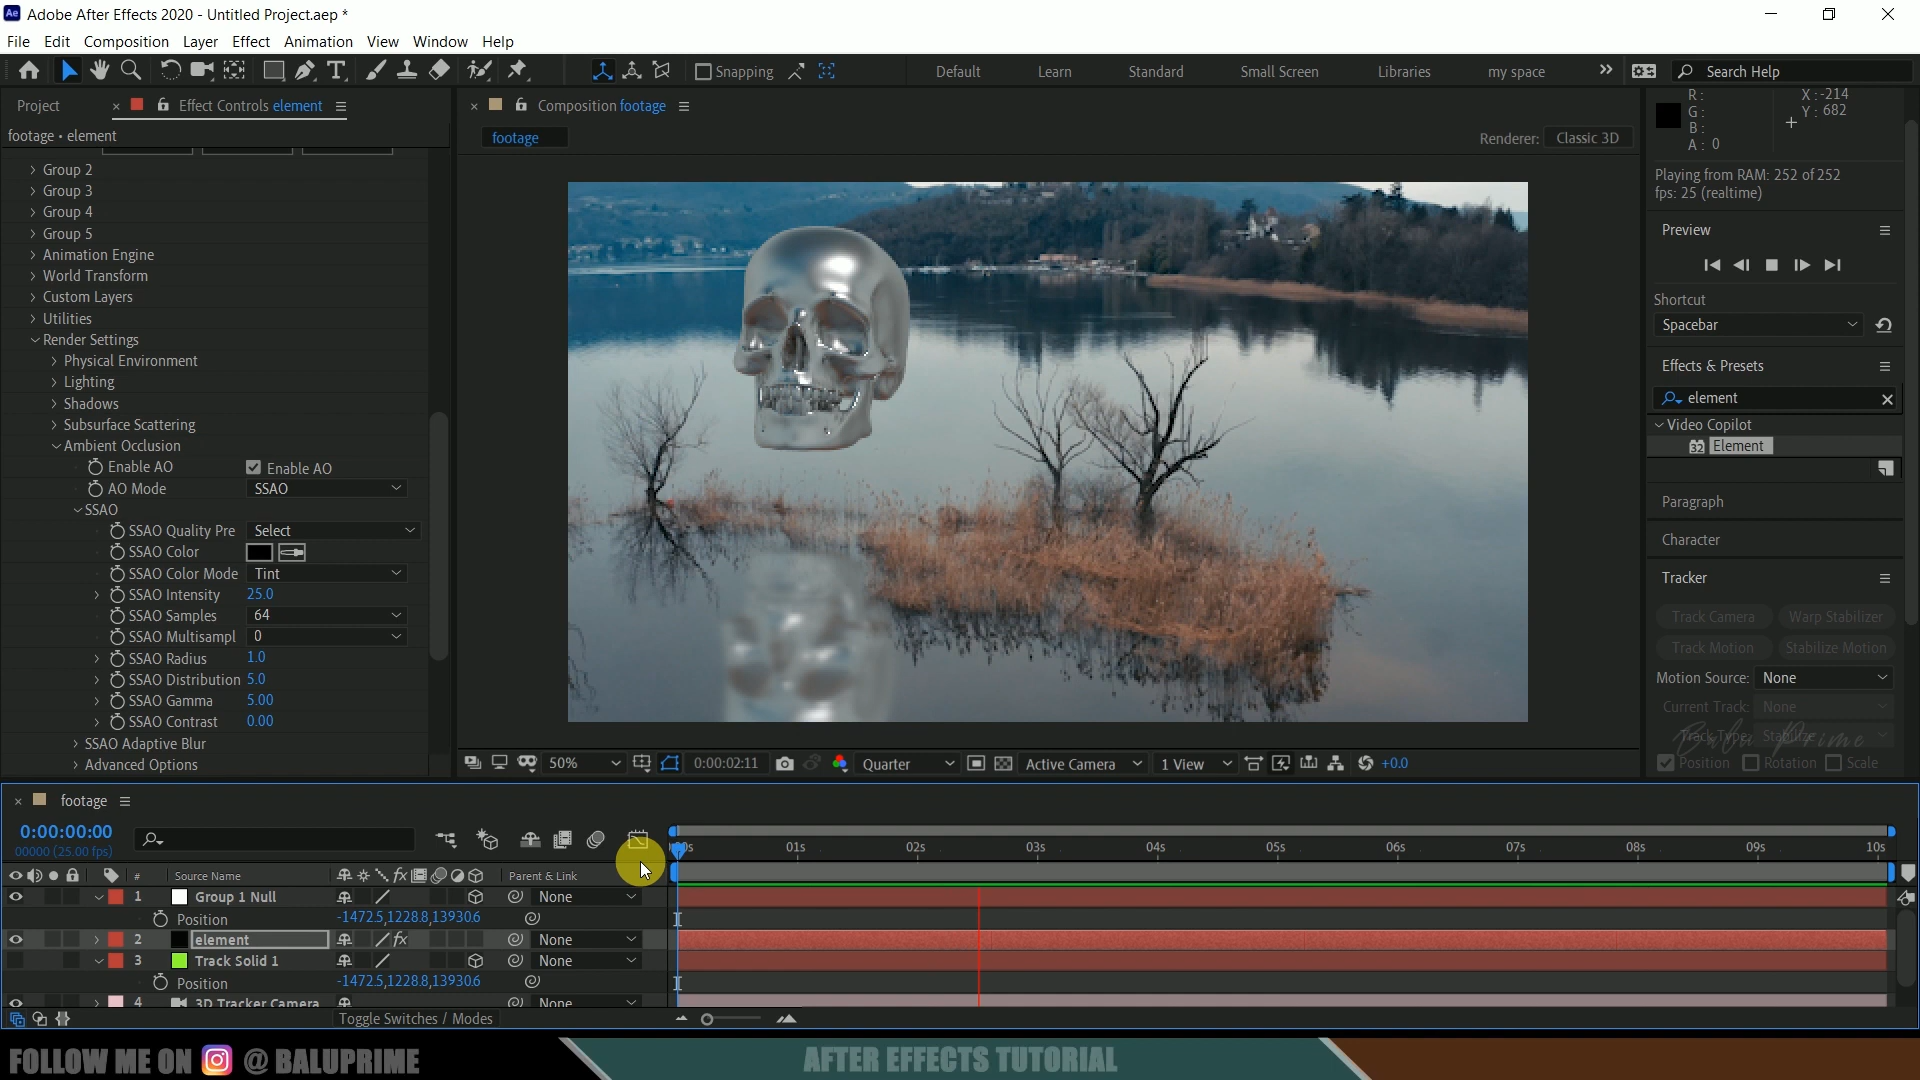 Ae Adobe After Effects 2020 - Untitled Project.aep *
File Edit Composition Layer Effect Animation View Window Help
Snapping Default Learn Standard Small Screen Libraries my space Search Help
Project Effect Controls element
footage • element
Group 2
Group 3
Group 4
Group 5
Animation Engine
World Transform
Custom Layers
Utilities
Render Settings
Physical Environment
Lighting
Shadows
Subsurface Scattering
Ambient Occlusion
Enable AO Enable AO
AO Mode SSAO
SSAO
SSAO Quality Pre Select
SSAO Color
SSAO Color Mode Tint
SSAO Intensity 25.0
SSAO Samples 64
SSAO Multisampl 0
SSAO Radius 1.0
SSAO Distribution 5.0
SSAO Gamma 5.00
SSAO Contrast 0.00
SSAO Adaptive Blur
Advanced Options
Composition footage
footage
Renderer: Classic 3D
50% 0:00:02:11 Quarter Active Camera 1 View +0.0
R: X: -214
G: Y: 682
B:
A: 0
Playing from RAM: 252 of 252
fps: 25 (realtime)
Preview
Shortcut
Spacebar
Effects & Presets
element
Video Copilot
32 Element
Paragraph
Character
Tracker
Track Camera Warp Stabilizer
Track Motion Stabilize Motion
Motion Source: None
Current Track: None
Track Type: Stabilize
Balu Prime
Position Rotation Scale
footage
0:00:00:00
00000 (25.00 fps)
01s 02s 03s 04s 05s 06s 07s 08s 09s 10s
# Source Name fx Parent & Link
1 Group 1 Null None
Position -1472.5,1228.8,13930.6
2 element fx None
3 Track Solid 1 None
Position -1472.5,1228.8,13930.6
4 3D Tracker Camera None
Toggle Switches / Modes
FOLLOW ME ON @ BALUPRIME
AFTER EFFECTS TUTORIAL